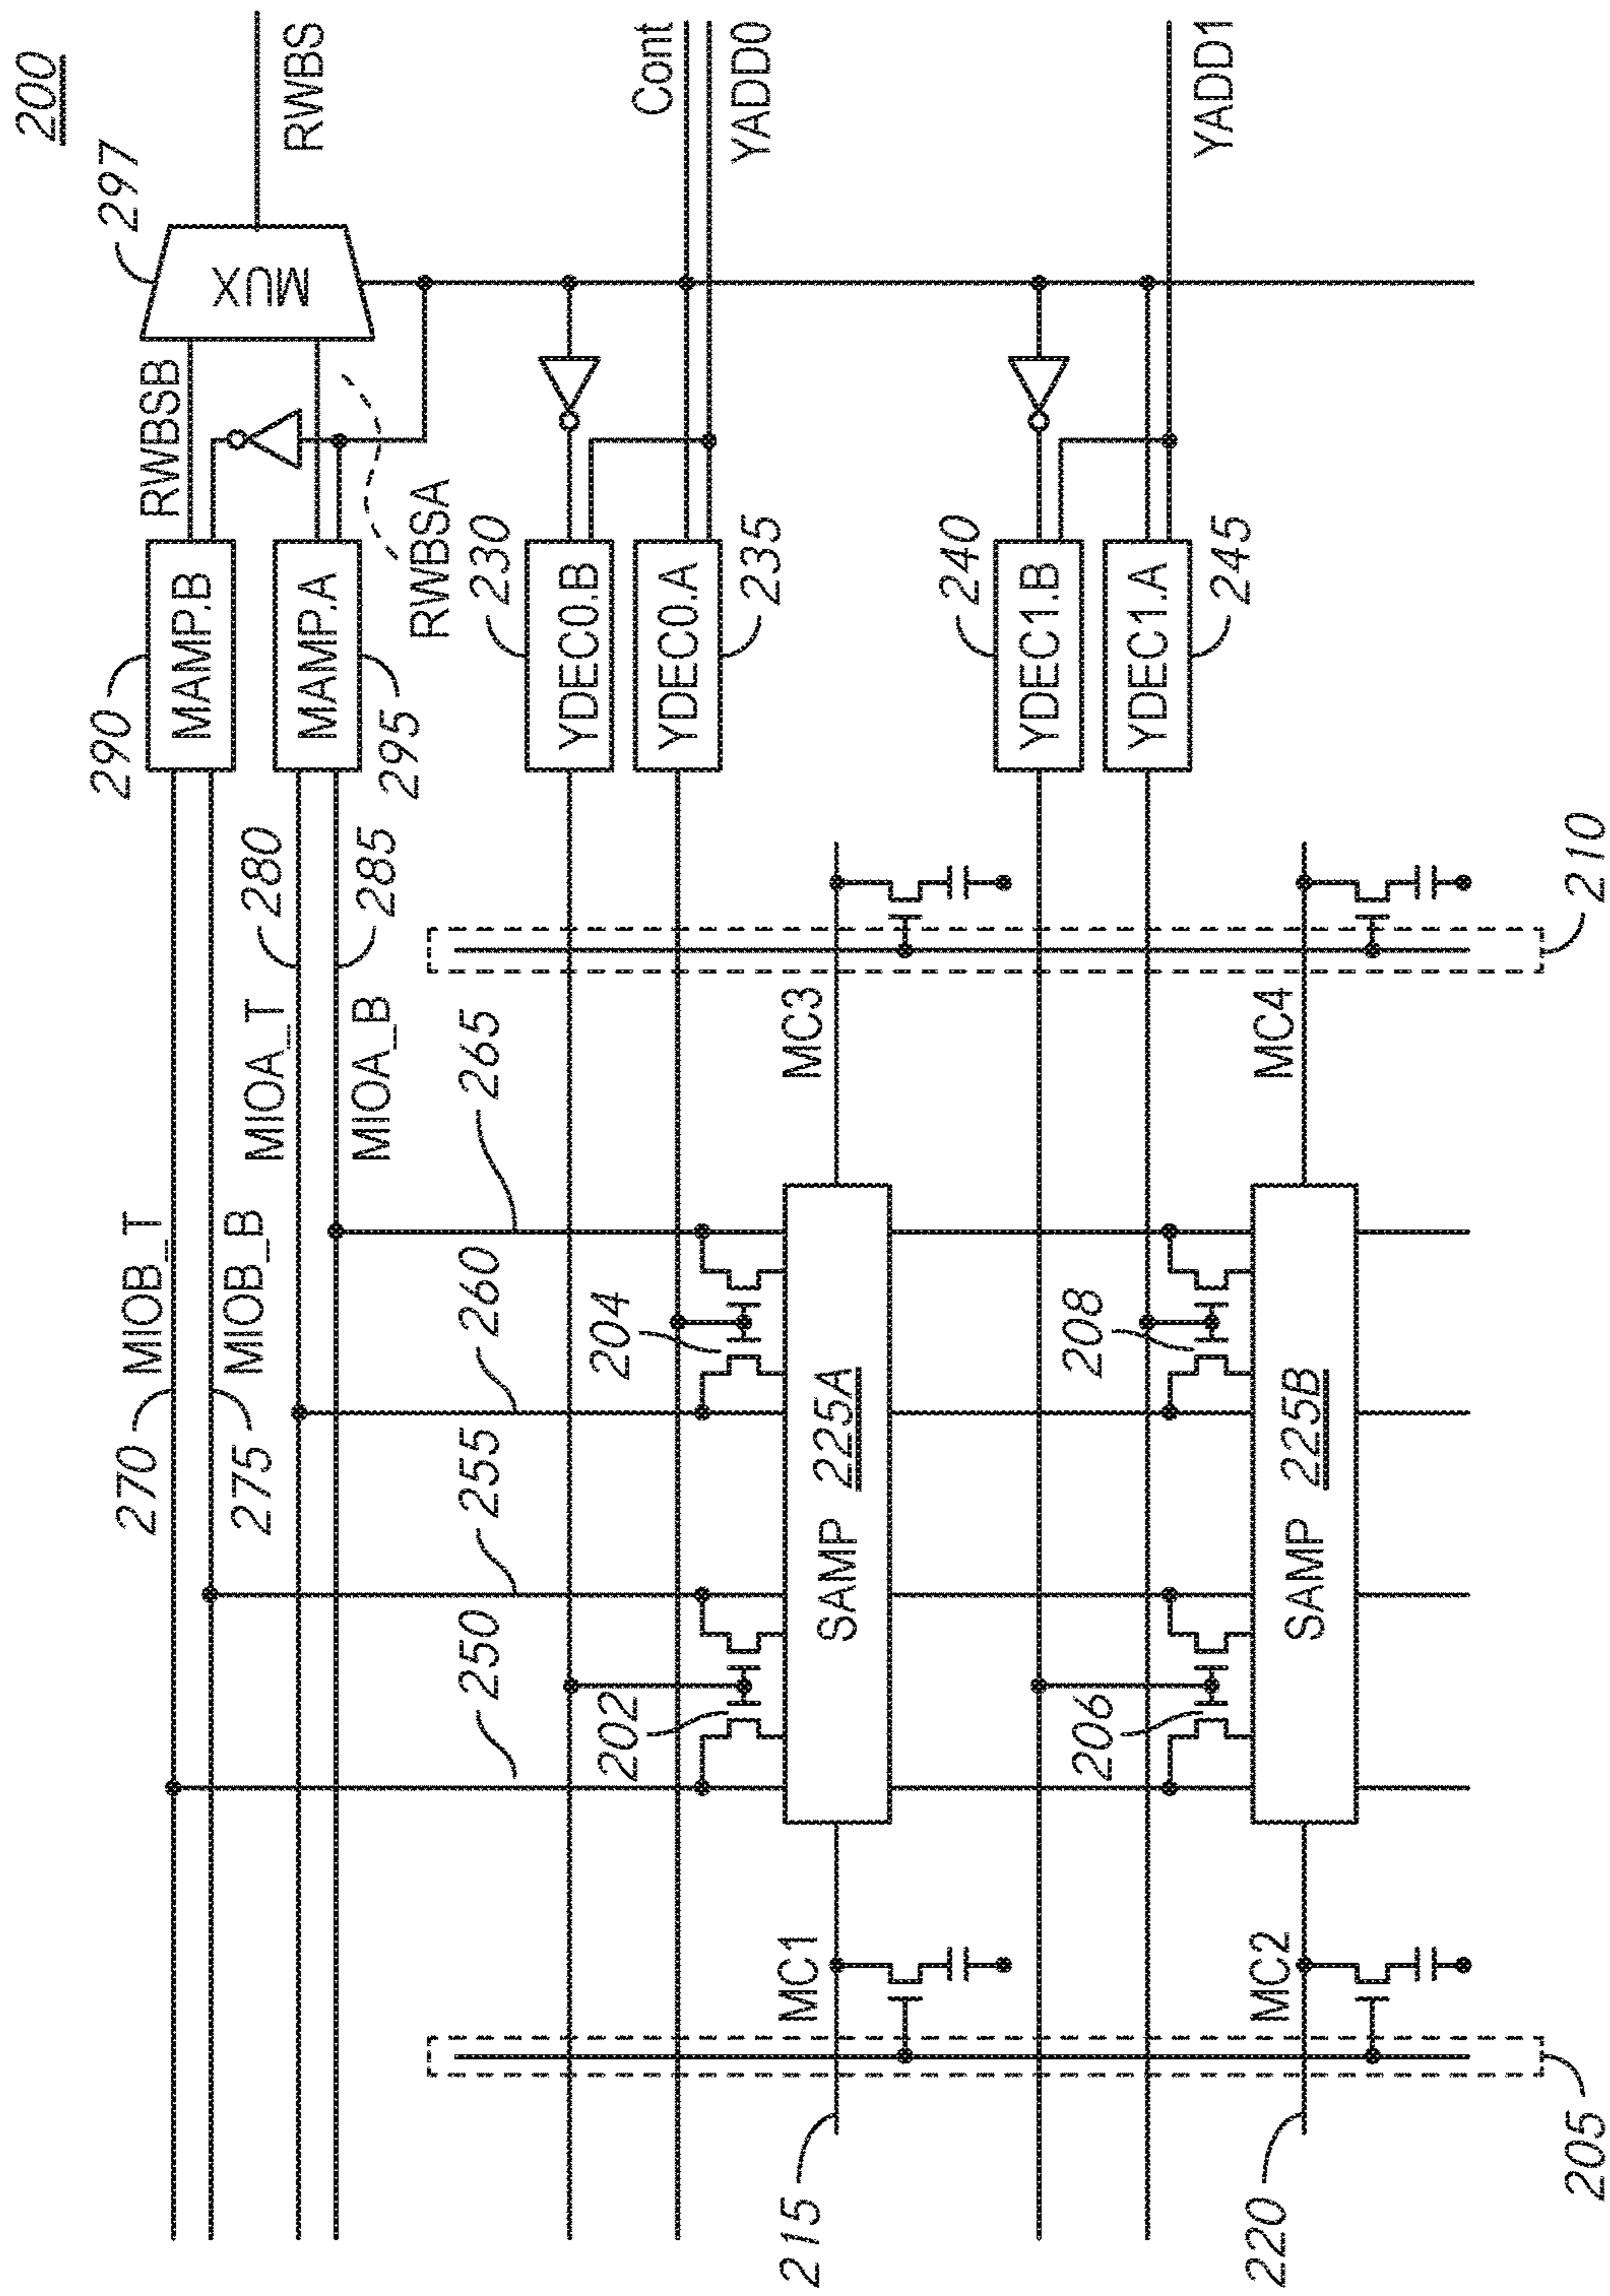 200
297
RWBS
Cont
YADD0
YADD1
MUX
RWBSB
RWBSA
290
MAMP.B
MAMP.A
295
230
YDEC0.B
YDEC0.A
235
240
YDEC1.B
YDEC1.A
245
280
285
MIOA_T
MIOA_B
265
MC3
MC4
210
MIOB_T
MIOB_B
270
275
260
255
250
204
208
202
206
SAMP 225A
SAMP 225B
MC1
MC2
215
220
205